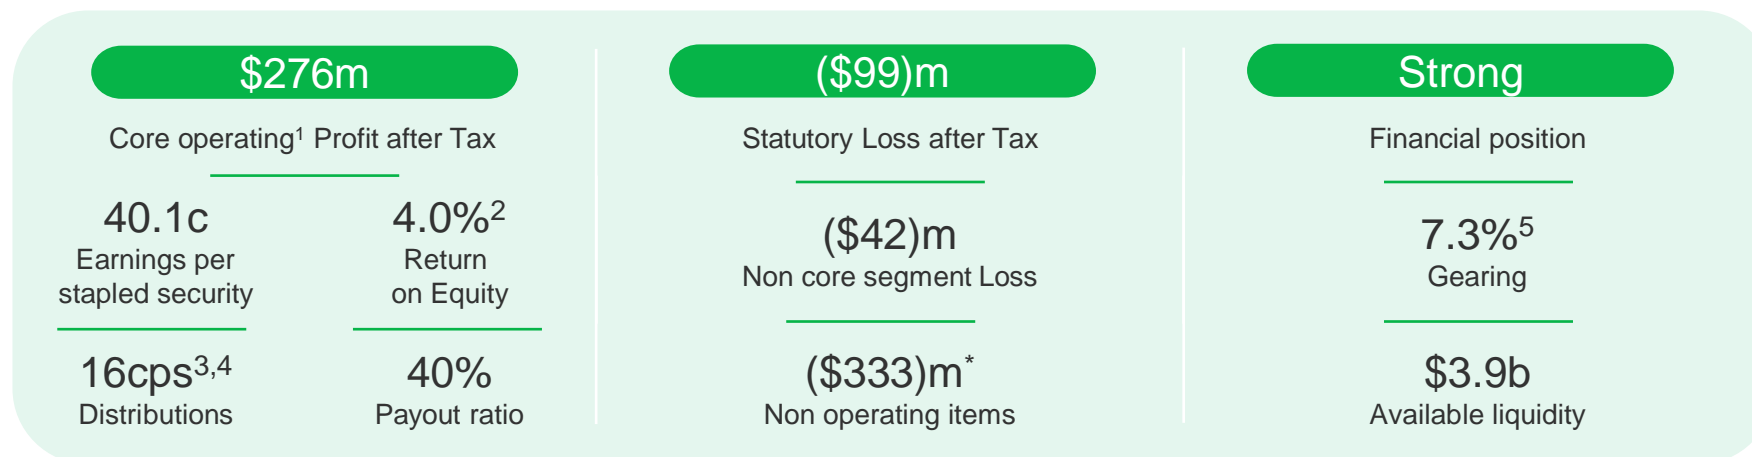 $276m
Core operating¹ Profit after Tax
40.1c
Earnings per
stapled security
4.0%²
Return
on Equity
16cps³,⁴
Distributions
40%
Payout ratio
($99)m
Statutory Loss after Tax
($42)m
Non core segment Loss
($333)m*
Non operating items
Strong
Financial position
7.3%⁵
Gearing
$3.9b
Available liquidity